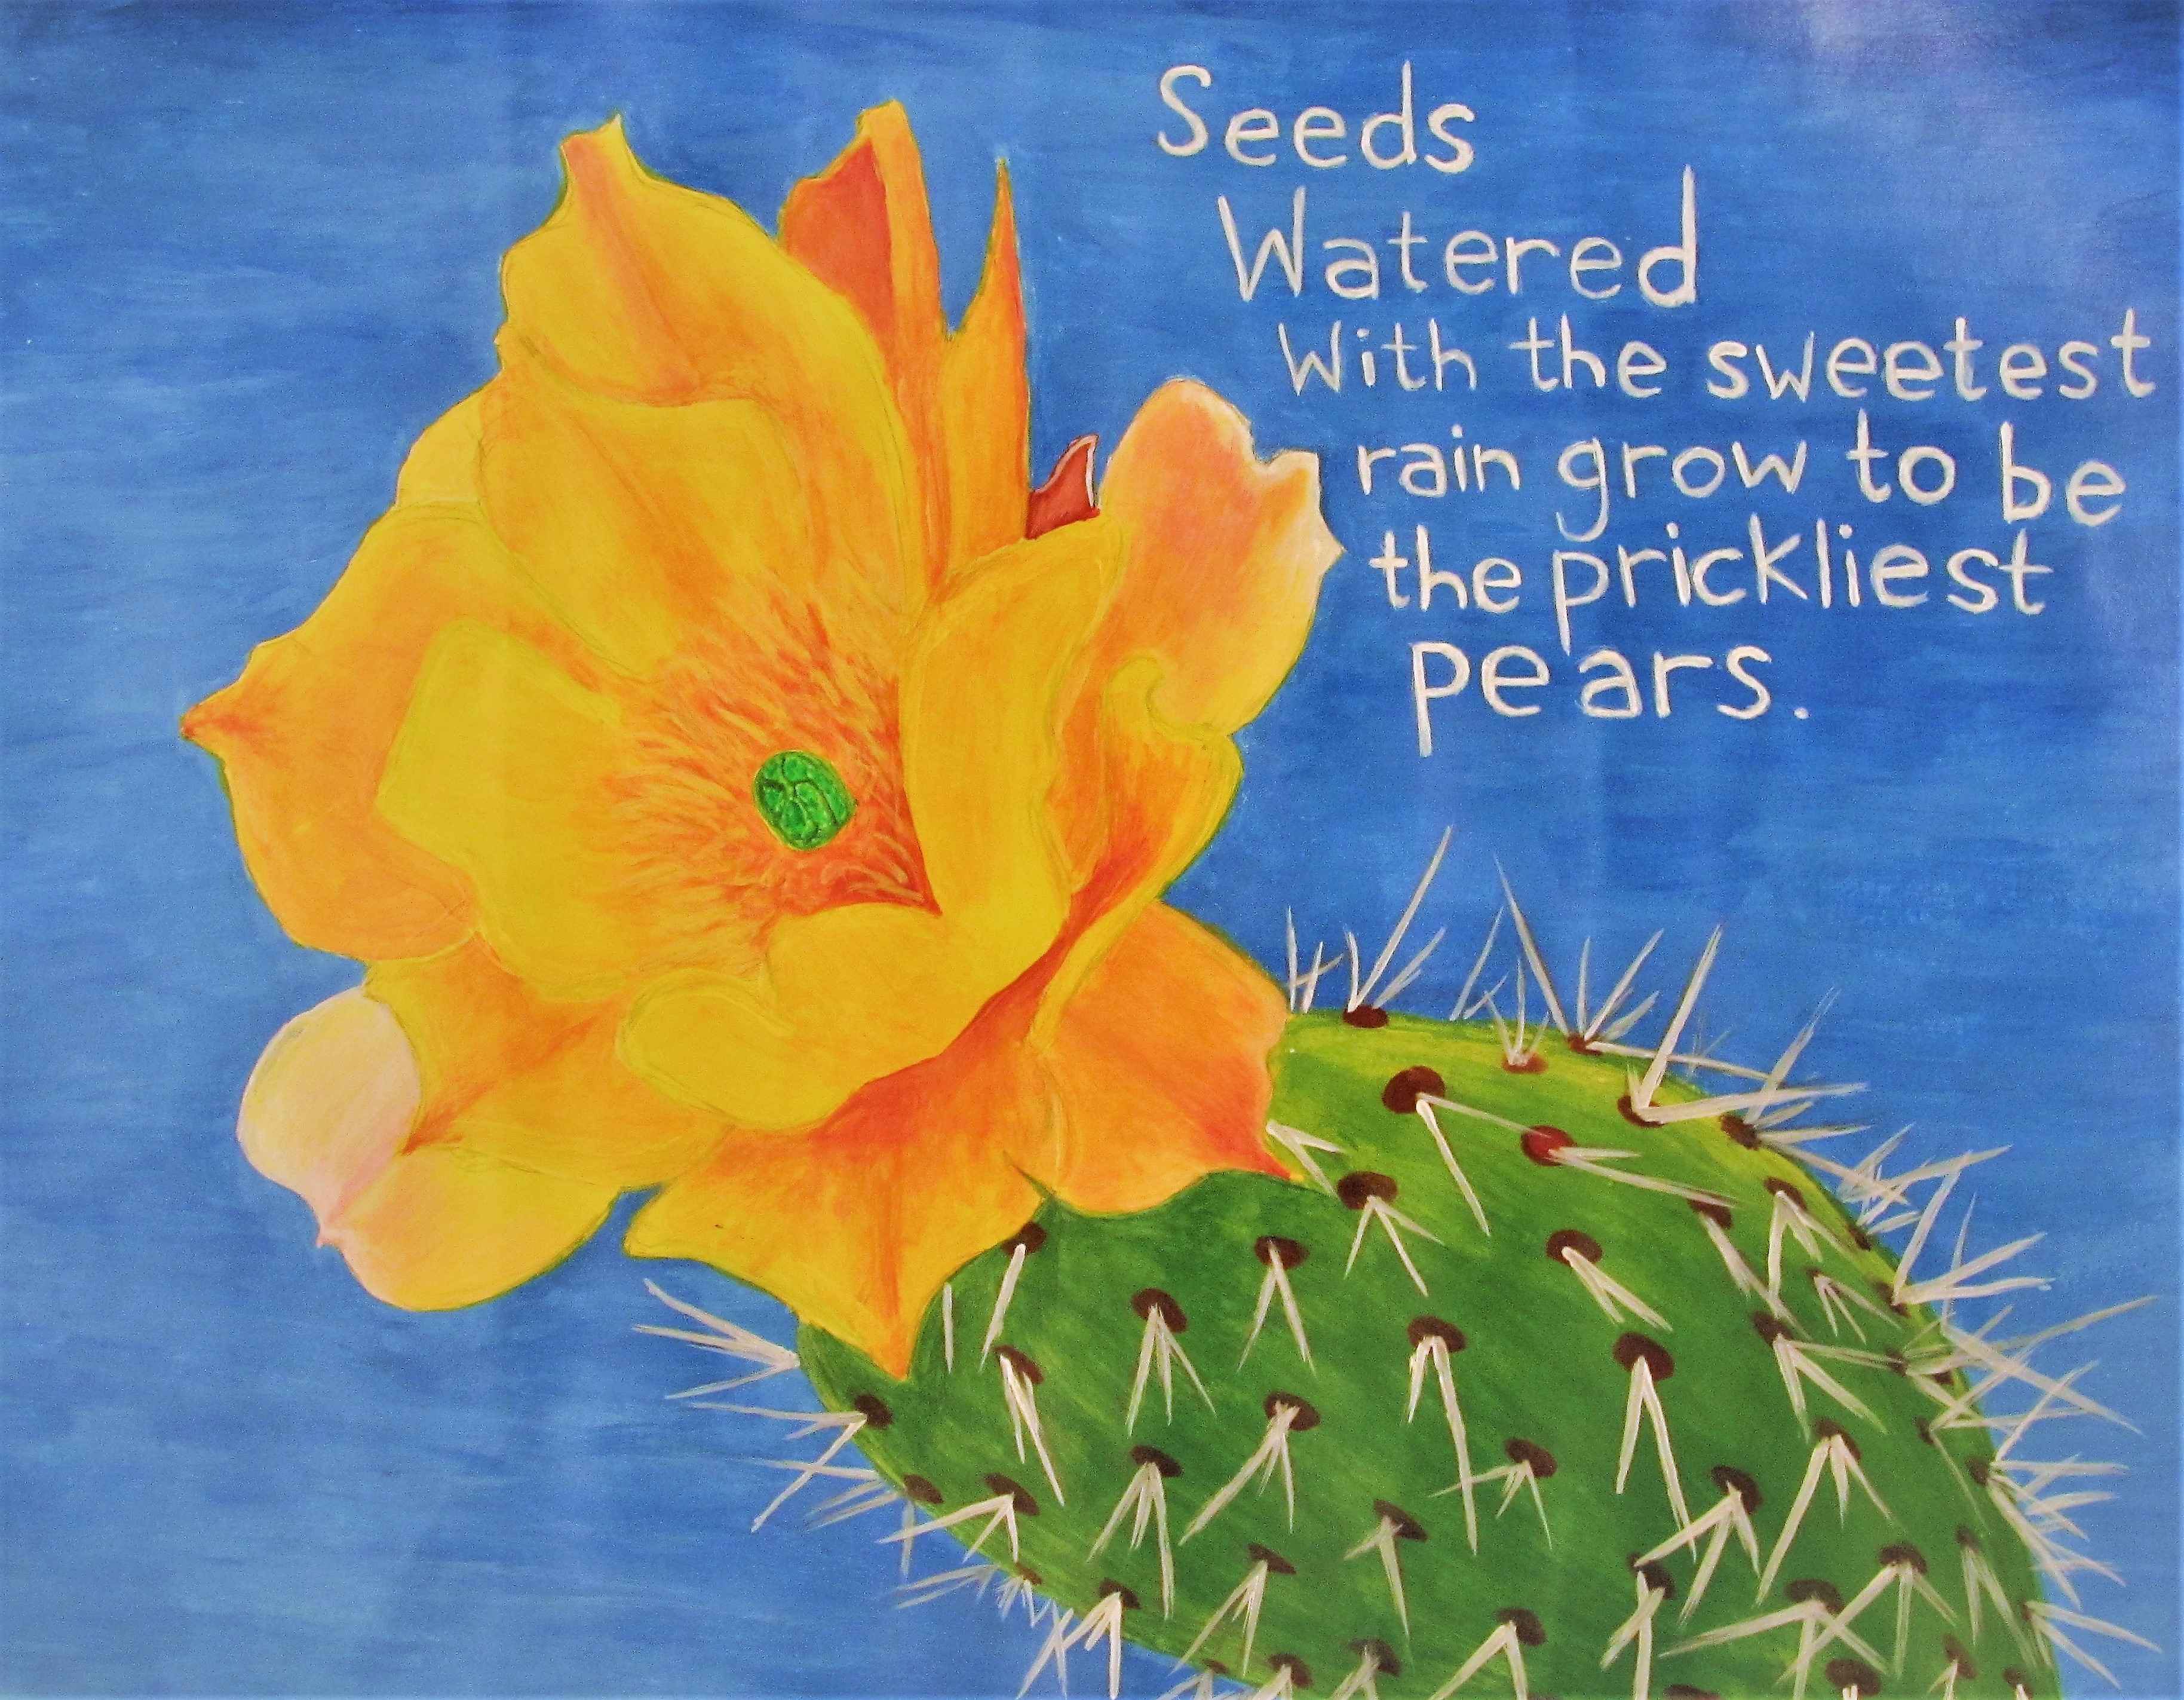 Seeds
Watered
With the sweetest
rain grow to be
the prickliest
pears.